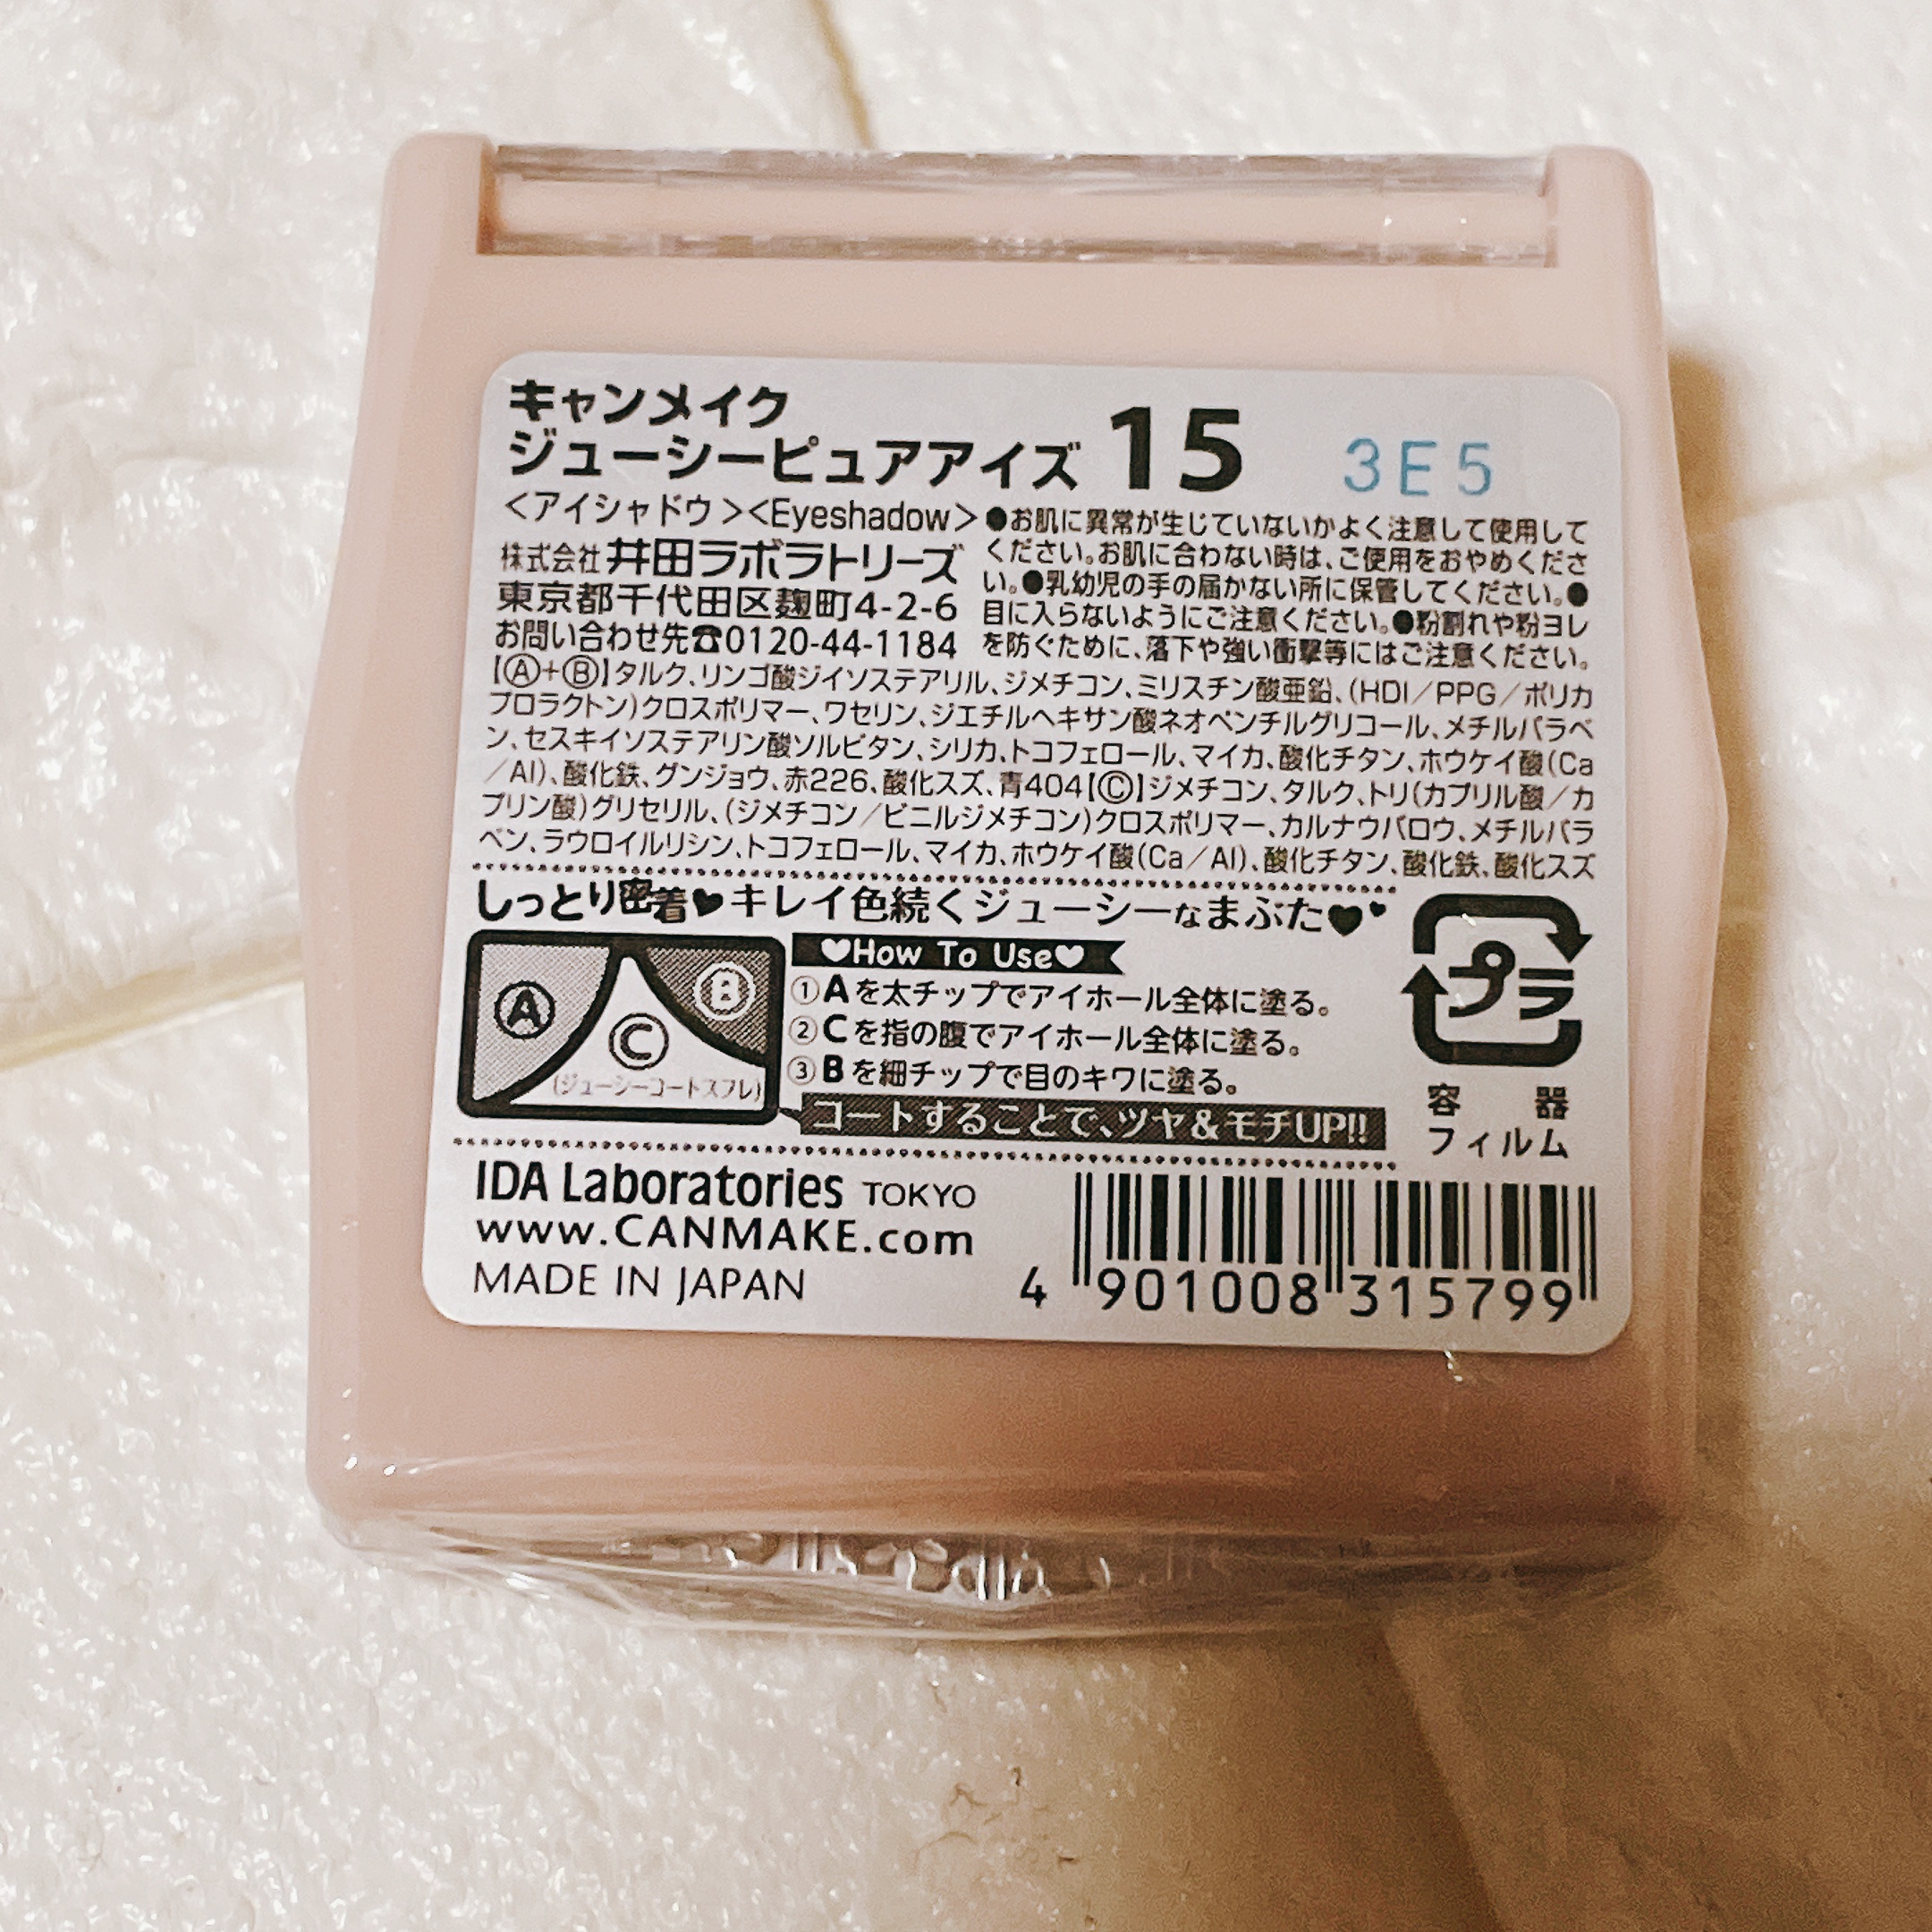 キャンメイク
ジューシーピュアアイズ 15 3E5
＜アイシャドウ＞＜Eyeshadow＞
株式会社 井田ラボラトリーズ
東京都千代田区麹町4-2-6
お問い合わせ先☎0120-44-1184
●お肌に異常が生じていないかよく注意して使用して
ください。お肌に合わない時は、ご使用をおやめくださ
い。●乳幼児の手の届かない所に保管してください。●
目に入らないようにご注意ください。●粉割れや粉ヨレ
を防ぐために、落下や強い衝撃等にはご注意ください。
【Ⓐ+Ⓑ】タルク、リンゴ酸ジイソステアリル、ジメチコン、ミリスチン酸亜鉛、(HDI／PPG／ポリカ
プロラクトン)クロスポリマー、ワセリン、ジエチルヘキサン酸ネオペンチルグリコール、メチルパラベ
ン、セスキイソステアリン酸ソルビタン、シリカ、トコフェロール、マイカ、酸化チタン、ホウケイ酸(Ca
／Al)、酸化鉄、グンジョウ、赤226、酸化スズ、青404【Ⓒ】ジメチコン、タルク、トリ(カプリル酸／カ
プリン酸)グリセリル、(ジメチコン／ビニルジメチコン)クロスポリマー、カルナウバロウ、メチルパラ
ベン、ラウロイルリシン、トコフェロール、マイカ、ホウケイ酸(Ca／Al)、酸化チタン、酸化鉄、酸化スズ
しっとり密着♥キレイ色続くジューシーなまぶた♥♥
Ⓐ
Ⓑ
Ⓒ
(ジューシーコートスフレ)
♡How To Use♡
①Aを太チップでアイホール全体に塗る。
②Cを指の腹でアイホール全体に塗る。
③Bを細チップで目のキワに塗る。
コートすることで、ツヤ＆モチUP!!
プラ
容器
フィルム
IDA Laboratories TOKYO
www.CANMAKE.com
MADE IN JAPAN
4 901008 315799